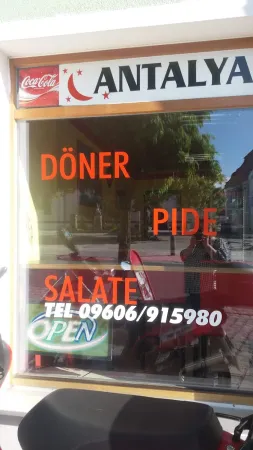 Coca-Cola
ANTALYA
DÖNER
PIDE
SALATE
TEL 09606/915980
OPEN